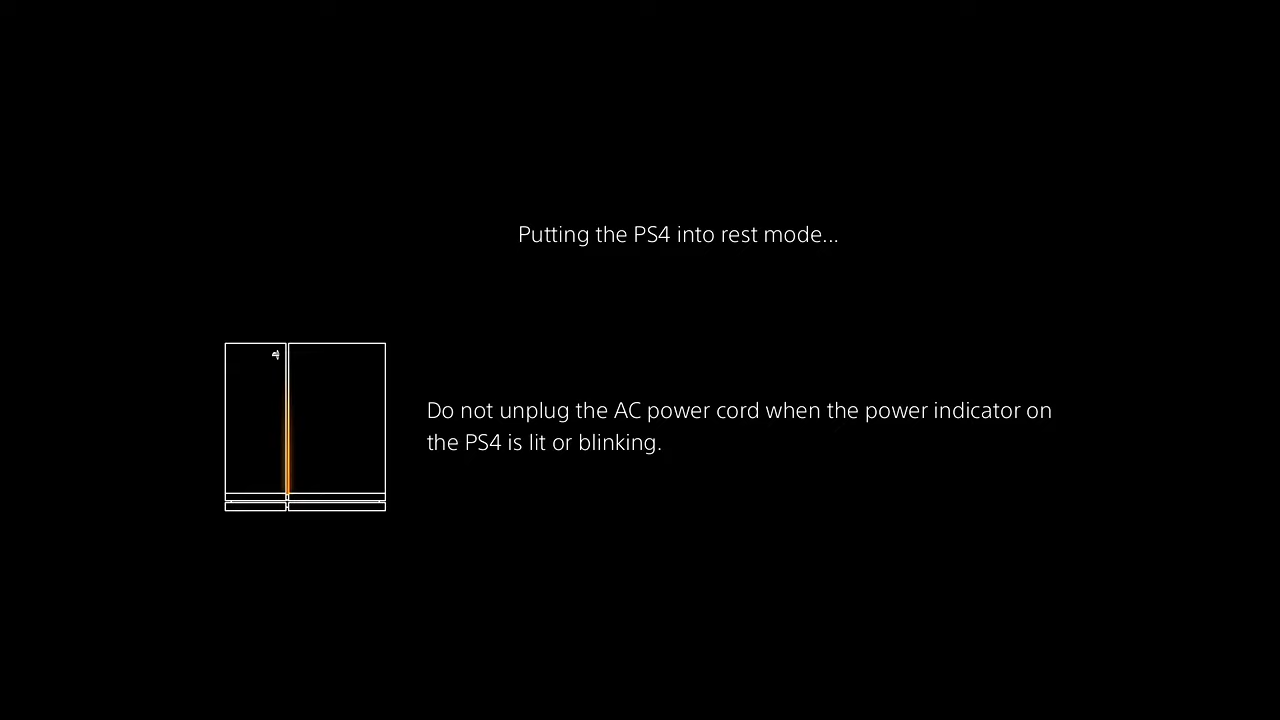 Putting the PS4 into rest mode...
Do not unplug the AC power cord when the power indicator on
the PS4 is lit or blinking.